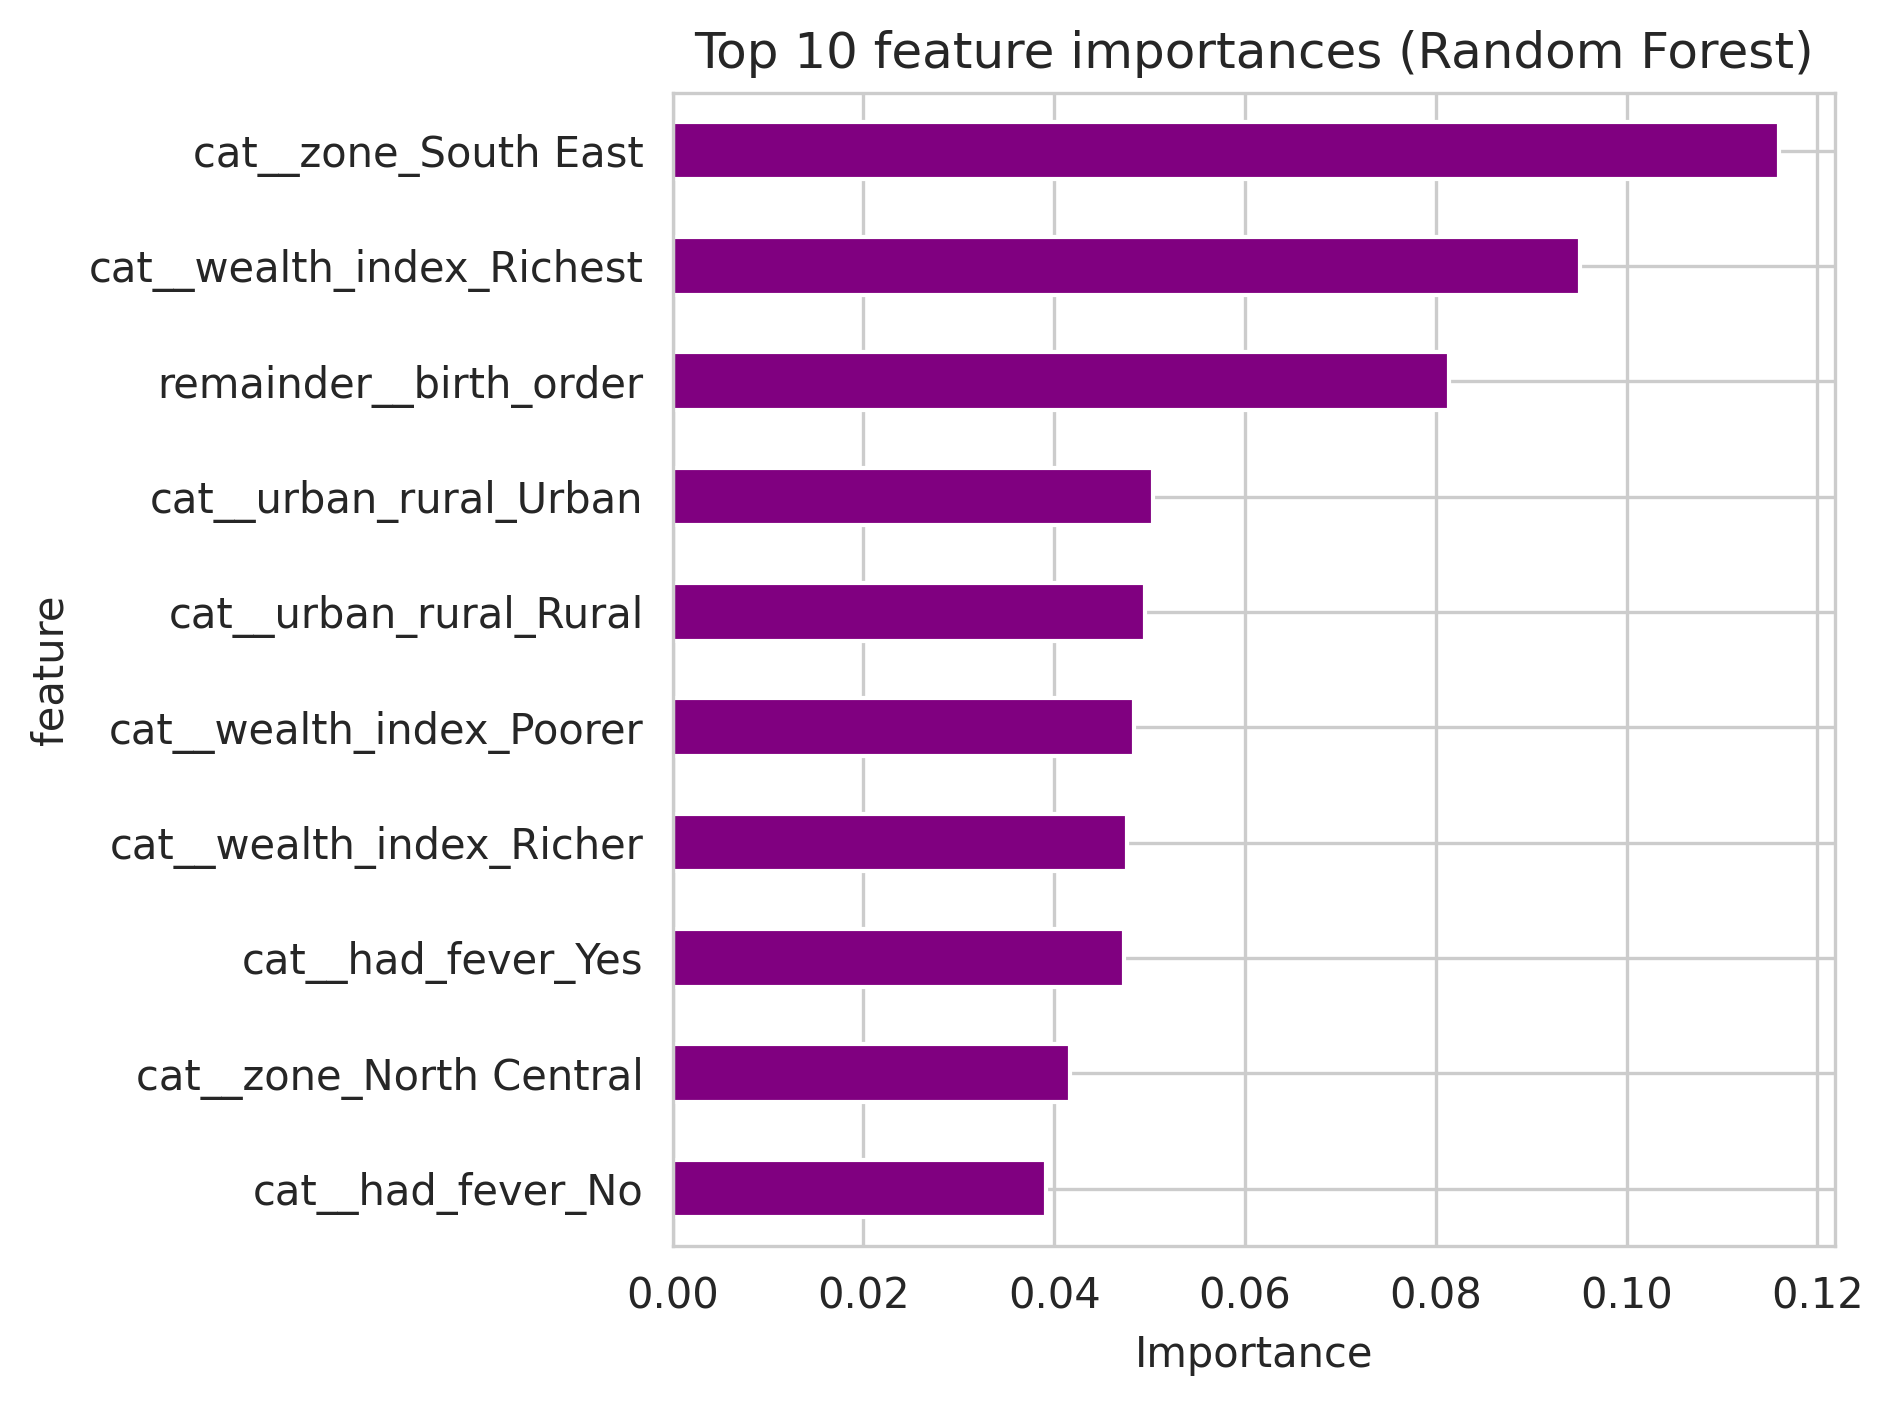 Top 10 feature importances (Random Forest)
cat__zone_South East
cat__wealth_index_Richest
remainder__birth_order
cat__urban_rural_Urban
cat__urban_rural_Rural
cat__wealth_index_Poorer
cat__wealth_index_Richer
cat__had_fever_Yes
cat__zone_North Central
cat__had_fever_No
feature
0.00 0.02 0.04 0.06 0.08 0.10 0.12
Importance